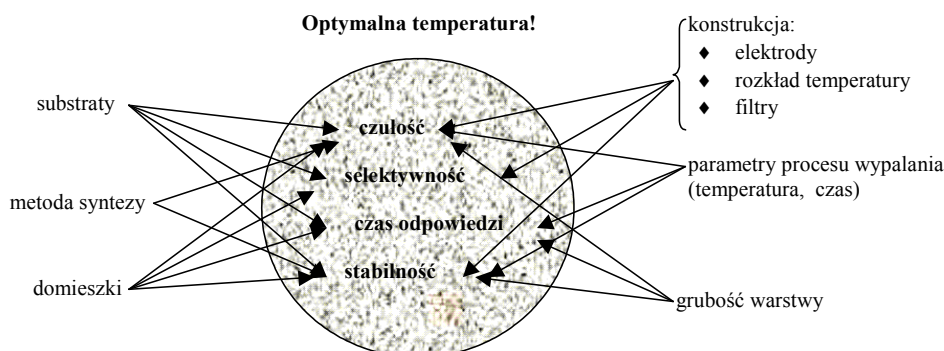 Optymalna temperatura!
konstrukcja:
♦ elektrody
♦ rozkład temperatury
♦ filtry
substraty
metoda syntezy
domieszki
czułość
selektywność
czas odpowiedzi
stabilność
parametry procesu wypalania
(temperatura, czas)
grubość warstwy